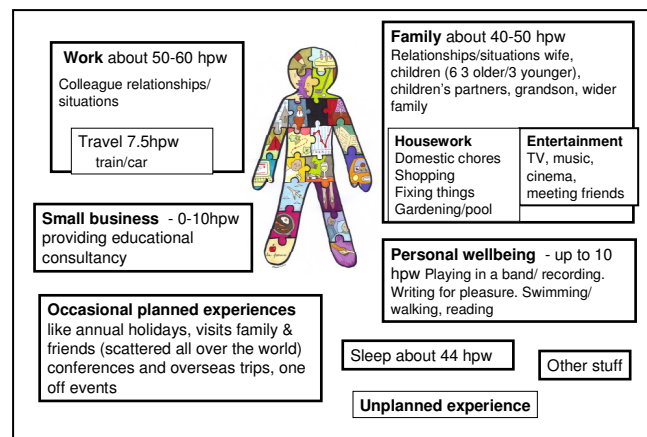 Work about 50-60 hpw
Colleague relationships/
situations
Travel 7.5hpw
train/car
Small business - 0-10hpw
providing educational
consultancy
Occasional planned experiences
like annual holidays, visits family &
friends (scattered all over the world)
conferences and overseas trips, one
off events
Family about 40-50 hpw
Relationships/situations wife,
children (6 3 older/3 younger),
children's partners, grandson, wider
family
Housework
Domestic chores
Shopping
Fixing things
Gardening/pool
Entertainment
TV, music,
cinema,
meeting friends
Personal wellbeing - up to 10
hpw Playing in a band/ recording.
Writing for pleasure. Swimming/
walking, reading
Sleep about 44 hpw
Other stuff
Unplanned experience